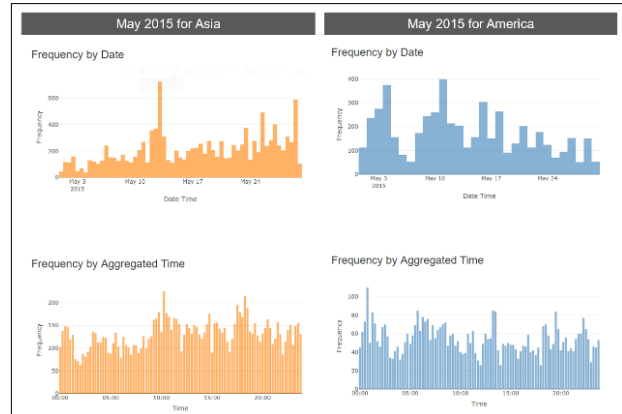 May 2015 for Asia
May 2015 for America
Frequency by Date
Frequency by Date
Frequency
600
400
200
0
May 3
2015
May 10
May 17
May 24
Date Time
Frequency
400
300
200
100
0
May 3
2015
May 10
May 17
May 24
Date Time
Frequency by Aggregated Time
Frequency by Aggregated Time
Frequency
200
150
100
50
0
00:00
05:00
10:00
15:00
20:00
Time
Frequency
100
80
60
40
20
0
00:00
05:00
10:00
15:00
20:00
Time